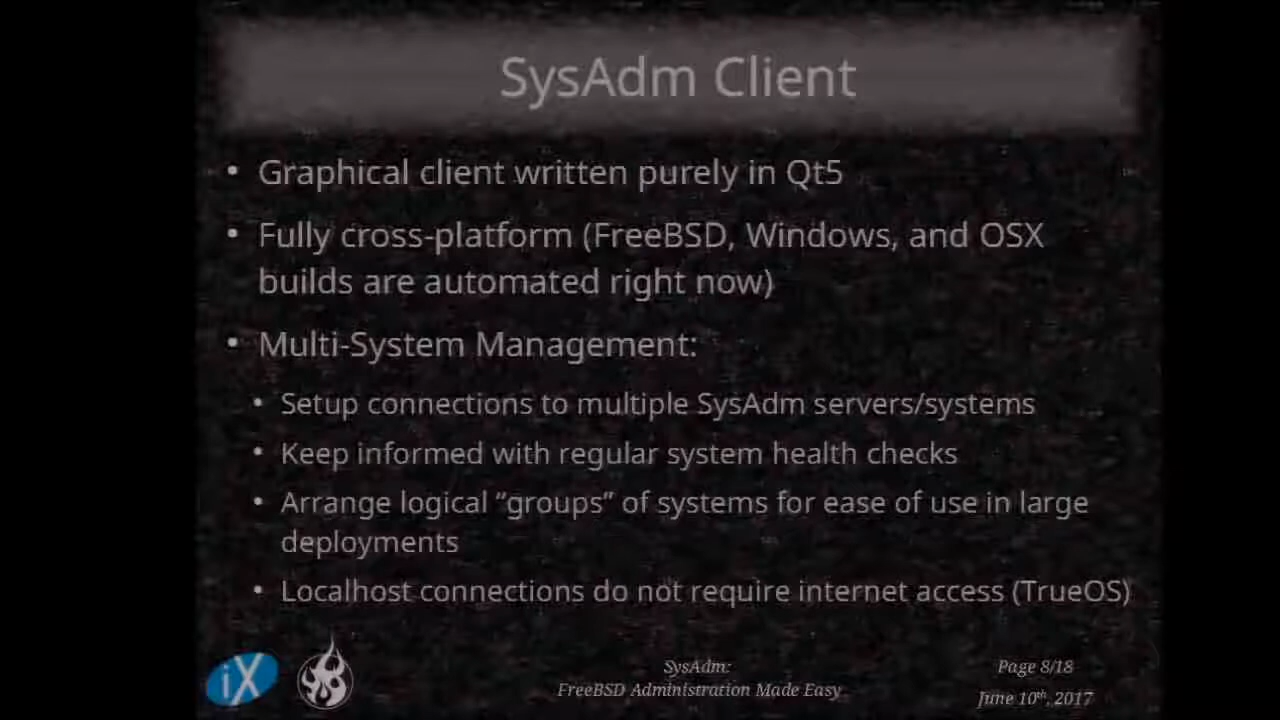 SysAdm Client
• Graphical client written purely in Qt5
• Fully cross-platform (FreeBSD, Windows, and OSX
builds are automated right now)
• Multi-System Management:
• Setup connections to multiple SysAdm servers/systems
• Keep informed with regular system health checks
• Arrange logical “groups” of systems for ease of use in large
deployments
• Localhost connections do not require internet access (TrueOS)
iX
SysAdm:
FreeBSD Administration Made Easy
Page 8/18
June 10th, 2017